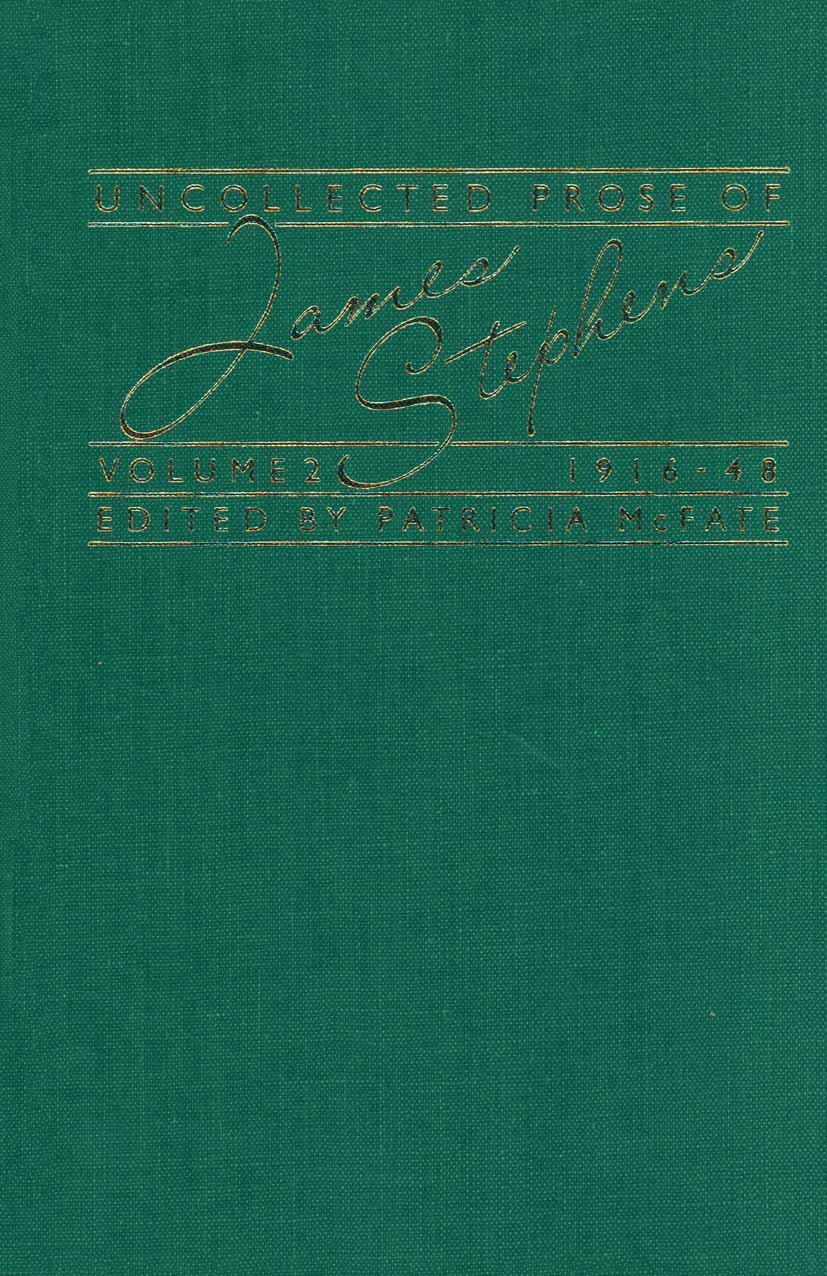 UNCOLLECTED PROSE OF
James
Stephens
VOLUME 2 1916-48
EDITED BY PATRICIA McFATE